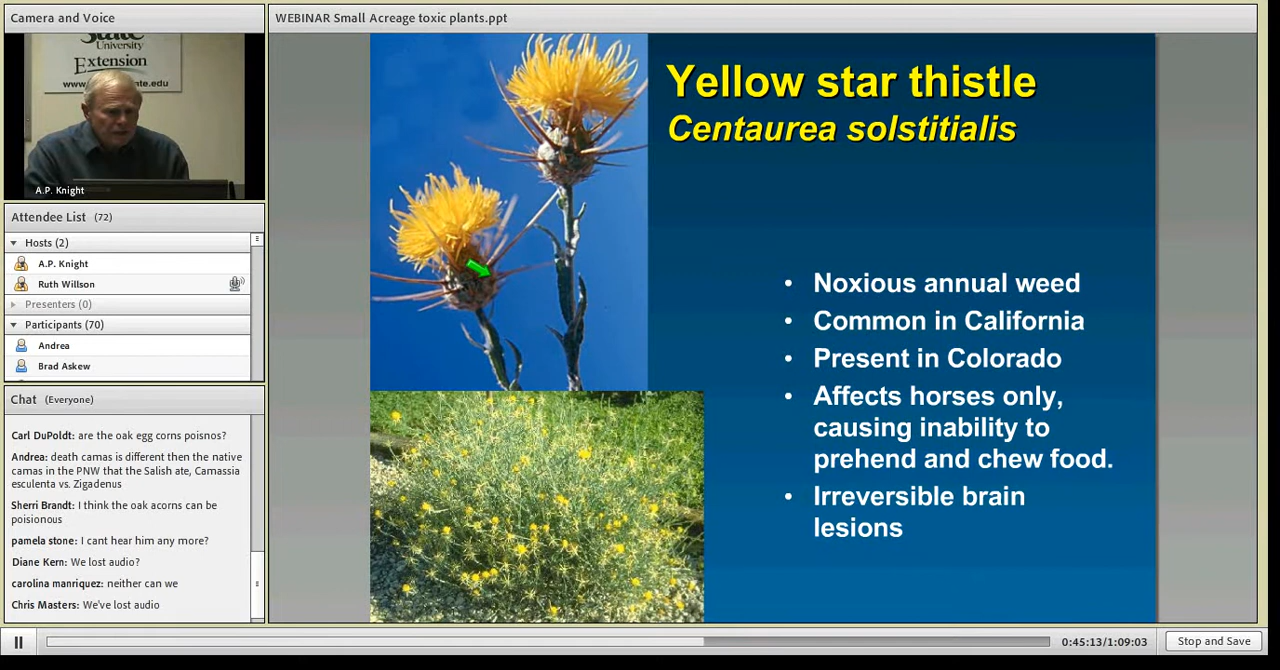 Camera and Voice
State
University
Extension
A.P. Knight
Attendee List (72)
Hosts (2)
A.P. Knight
Ruth Willson
Presenters (0)
Participants (70)
Andrea
Brad Askew
Chat (Everyone)
Carl DuPoldt: are the oak egg corns poisnos?
Andrea: death camas is different then the native
camas in the PNW that the Salish ate, Camassia
esculenta vs. Zigadenus
Sherri Brandt: I think the oak acorns can be
poisionous
pamela stone: I cant hear him any more?
Diane Kern: We lost audio?
carolina manriquez: neither can we
Chris Masters: We've lost audio
WEBINAR Small Acreage toxic plants.ppt
Yellow star thistle
Centaurea solstitialis
• Noxious annual weed
• Common in California
• Present in Colorado
• Affects horses only,
causing inability to
prehend and chew food.
• Irreversible brain
lesions
0:45:13/1:09:03
Stop and Save